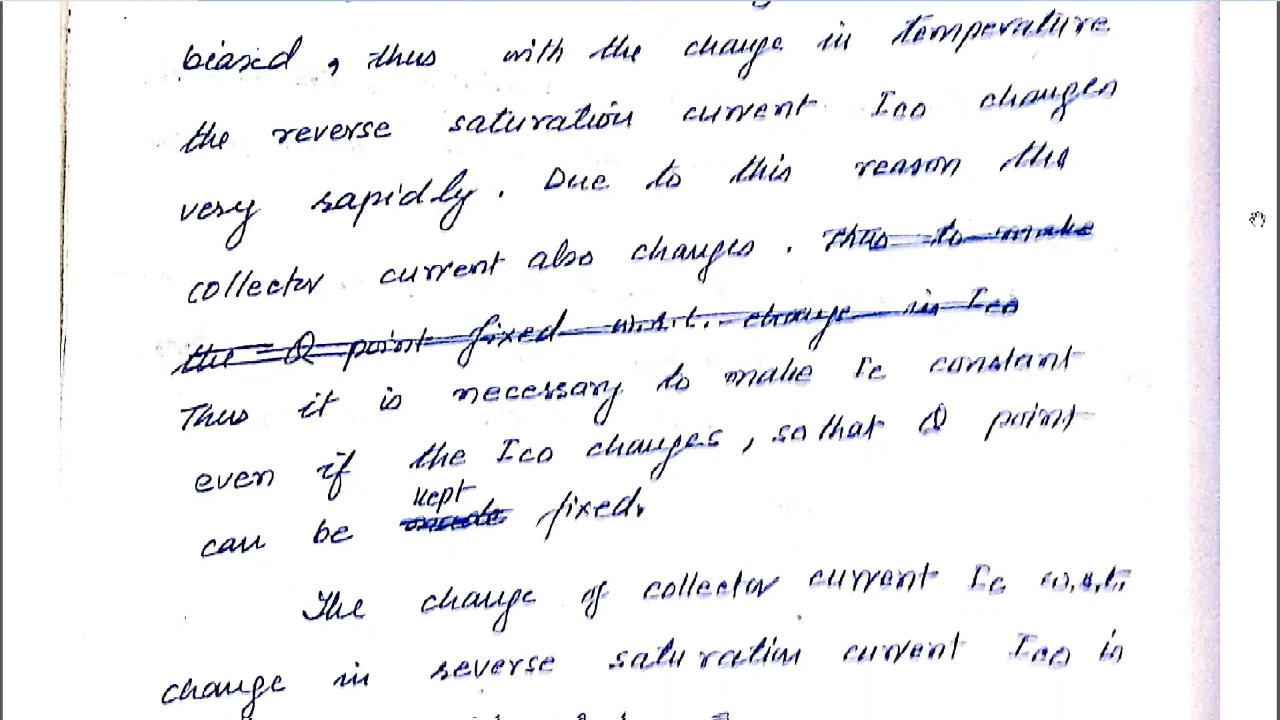 biased, thus with the change in temperature
the reverse saturation current Ico changes
very rapidly. Due to this reason the
collector current also changes. Thus to make
the Q point fixed w.r.t. change in Ico
Thus it is necessary to make Ic constant
even if the Ico changes, so that Q point
kept
can be made fixed.
The change of collector current Ic w.r.t.
change in reverse saturation current Ico is